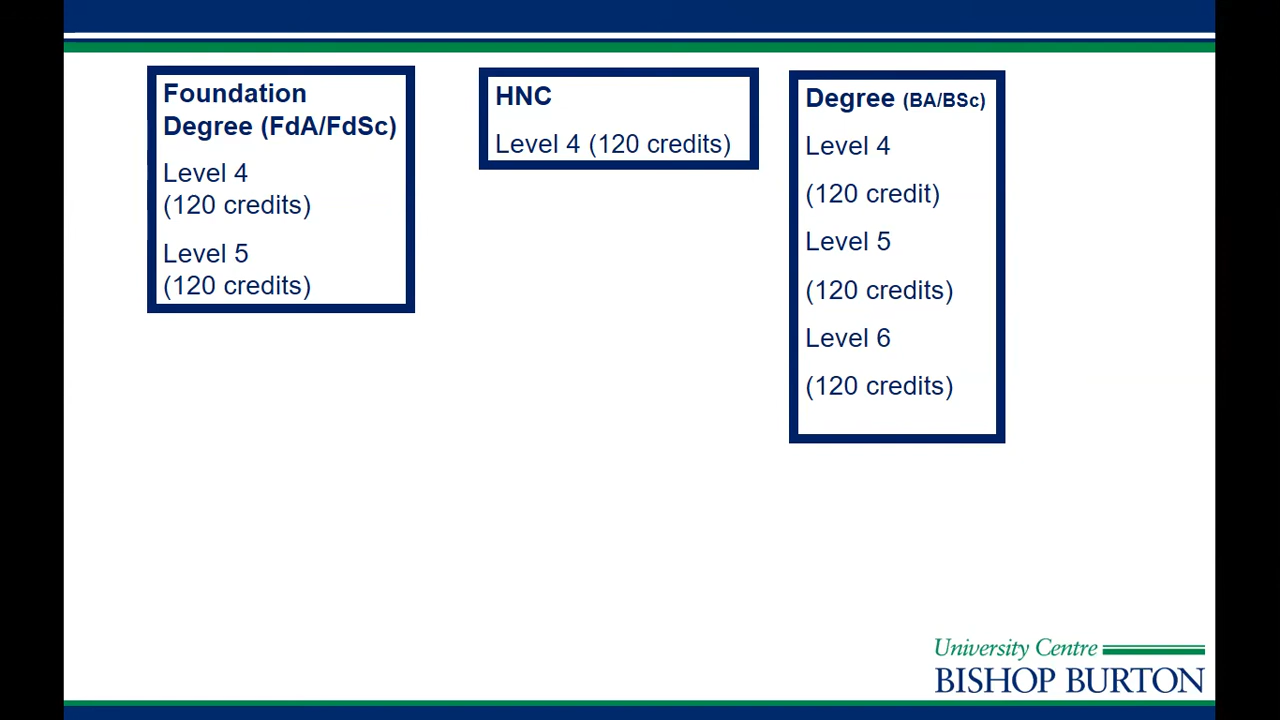 Foundation
Degree (FdA/FdSc)
Level 4
(120 credits)
Level 5
(120 credits)
HNC
Level 4 (120 credits)
Degree (BA/BSc)
Level 4
(120 credit)
Level 5
(120 credits)
Level 6
(120 credits)
University Centre
BISHOP BURTON